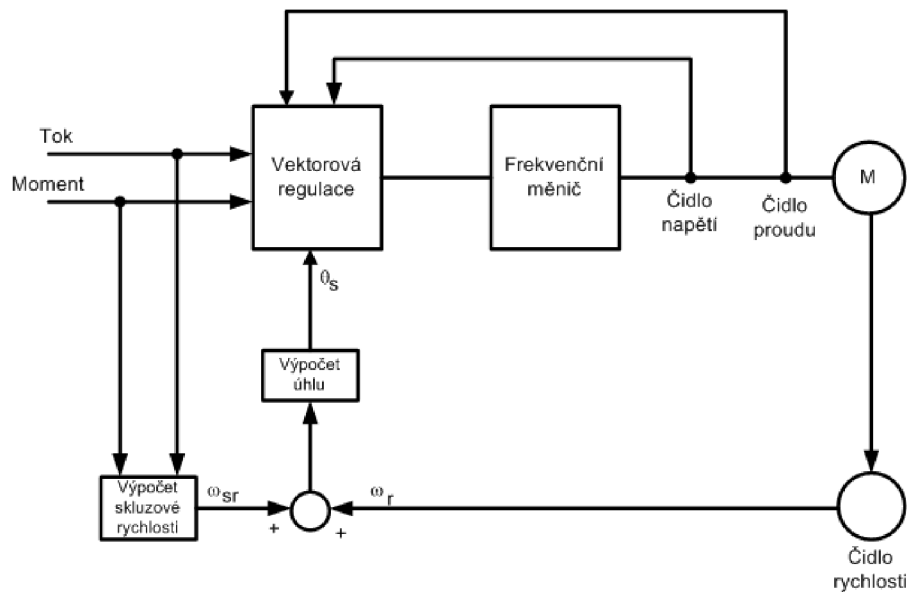 Tok
Moment
Vektorová
regulace
Frekvenční
měnič
M
Čidlo
napětí
Čidlo
proudu
θs
Výpočet
úhlu
Výpočet
skluzové
rychlosti
ωsr
ωr
+
+
Čidlo
rychlosti